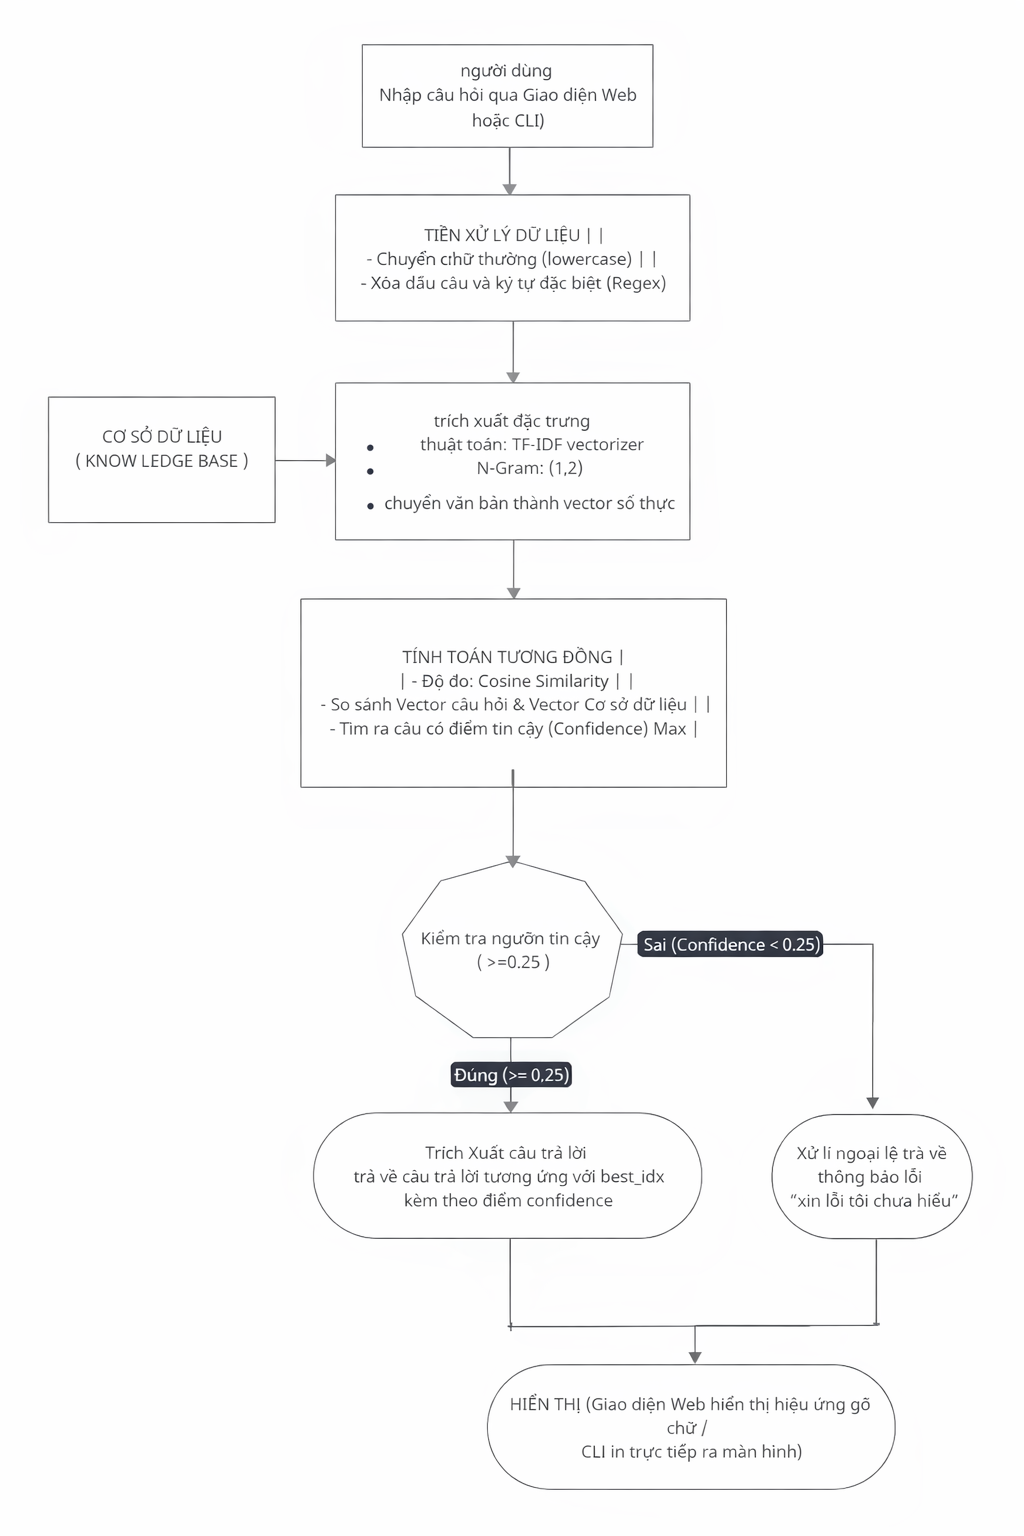 người dùng
Nhập câu hỏi qua Giao diện Web
hoặc CLI)
TIỀN XỬ LÝ DỮ LIỆU | |
- Chuyển chữ thường (lowercase) | |
- Xóa dấu câu và ký tự đặc biệt (Regex)
CƠ SỞ DỮ LIỆU
( KNOW LEDGE BASE )
trích xuất đặc trưng
• thuật toán: TF-IDF vectorizer
• N-Gram: (1,2)
• chuyển văn bản thành vector số thực
TÍNH TOÁN TƯƠNG ĐỒNG |
| - Độ đo: Cosine Similarity | |
- So sánh Vector câu hỏi & Vector Cơ sở dữ liệu | |
- Tìm ra câu có điểm tin cậy (Confidence) Max |
Kiểm tra ngưỡn tin cậy
( >=0.25 )
Sai (Confidence < 0.25)
Đúng (>= 0,25)
Trích Xuất câu trả lời
trả về câu trả lời tương ứng với best_idx
kèm theo điểm confidence
Xử lí ngoại lệ trà về
thông báo lỗi
“xin lỗi tôi chưa hiểu”
HIỂN THỊ (Giao diện Web hiển thị hiệu ứng gõ
chữ /
CLI in trực tiếp ra màn hình)